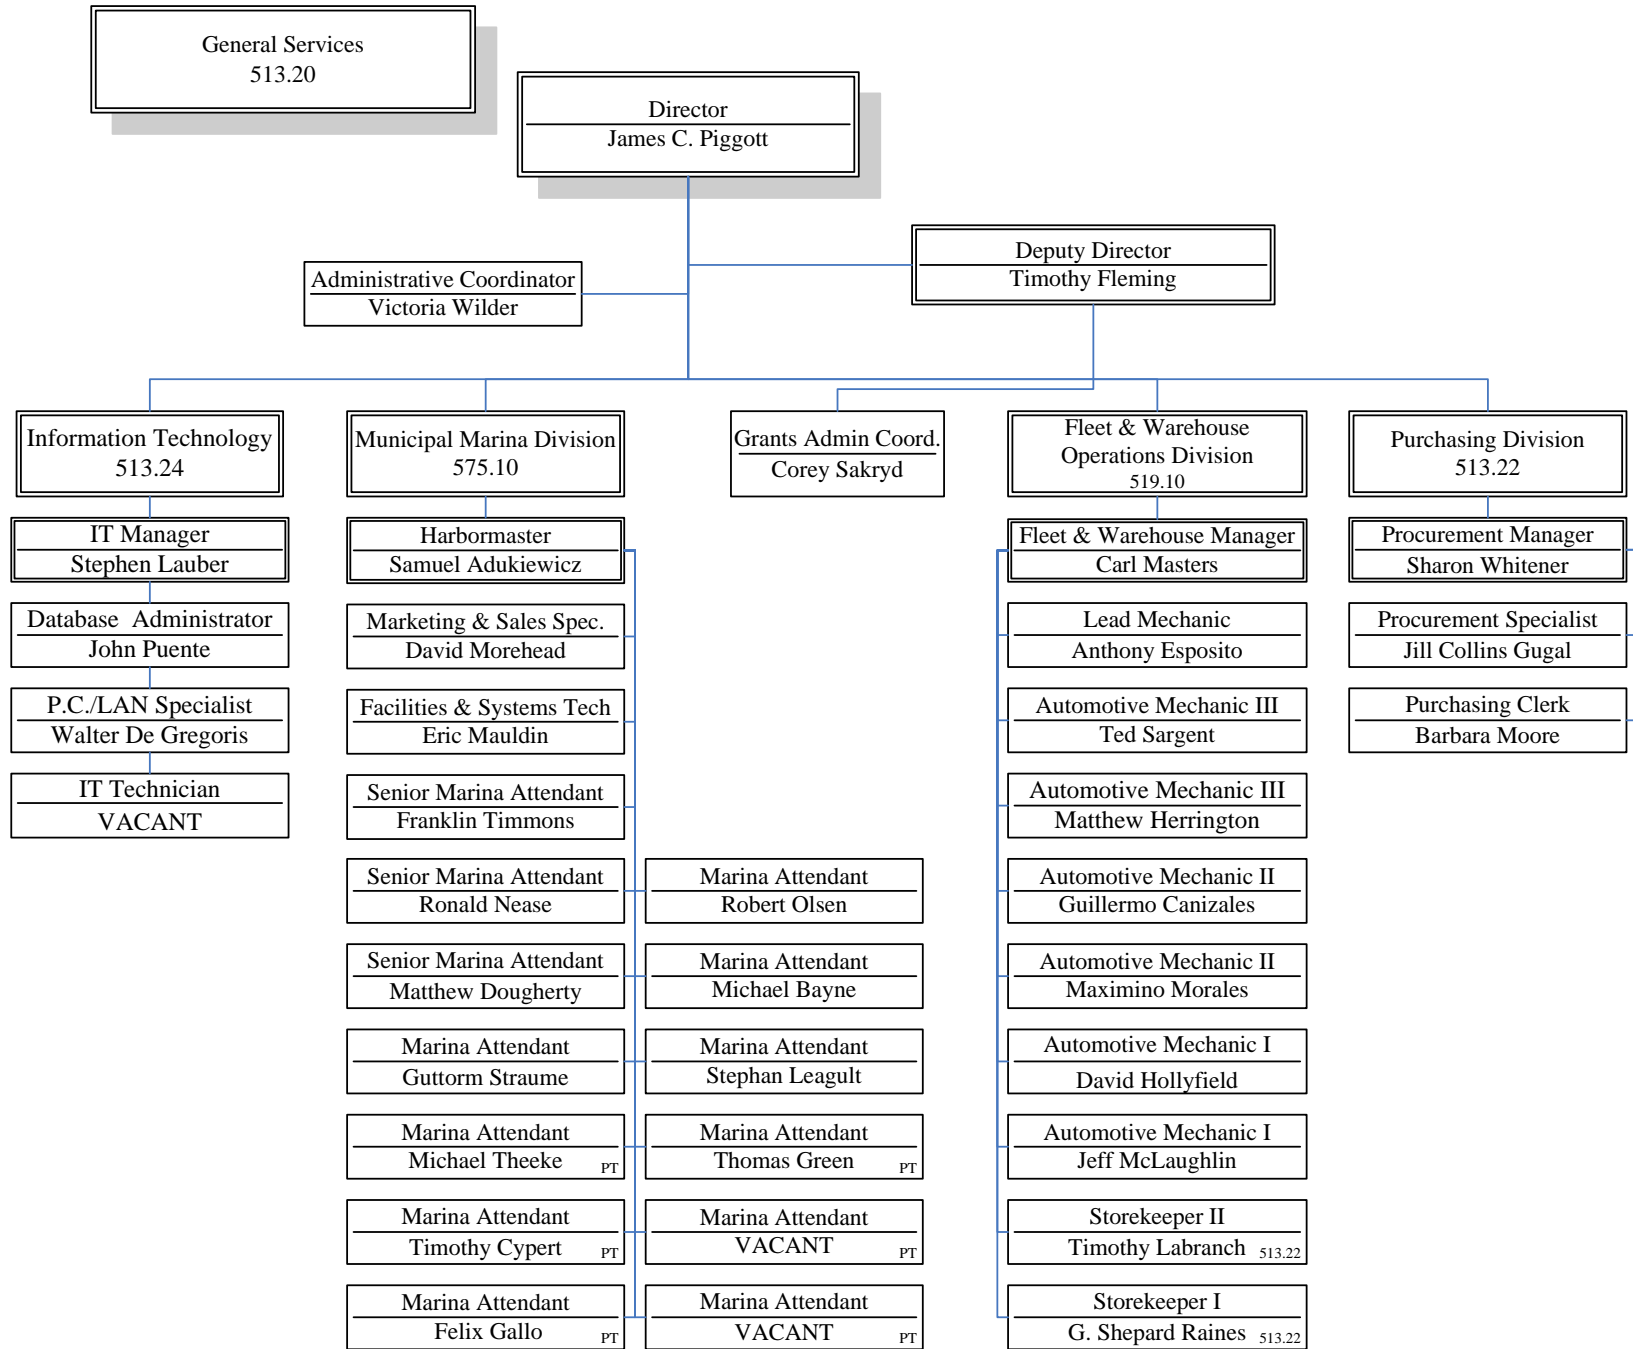 General Services
513.20
Director
James C. Piggott
Deputy Director
Timothy Fleming
Administrative Coordinator
Victoria Wilder
Information Technology
513.24
IT Manager
Stephen Lauber
Database  Administrator
John Puente
P.C./LAN Specialist
Walter De Gregoris
IT Technician
VACANT
Municipal Marina Division
575.10
Harbormaster
Samuel Adukiewicz
Marketing & Sales Spec.
David Morehead
Facilities & Systems Tech
Eric Mauldin
Senior Marina Attendant
Franklin Timmons
Senior Marina Attendant
Ronald Nease
Senior Marina Attendant
Matthew Dougherty
Marina Attendant
Guttorm Straume
Marina Attendant
Michael Theeke PT
Marina Attendant
Timothy Cypert PT
Marina Attendant
Felix Gallo PT
Marina Attendant
Robert Olsen
Marina Attendant
Michael Bayne
Marina Attendant
Stephan Leagult
Marina Attendant
Thomas Green PT
Marina Attendant
VACANT PT
Marina Attendant
VACANT PT
Grants Admin Coord.
Corey Sakryd
Fleet & Warehouse
Operations Division
519.10
Fleet & Warehouse Manager
Carl Masters
Lead Mechanic
Anthony Esposito
Automotive Mechanic III
Ted Sargent
Automotive Mechanic III
Matthew Herrington
Automotive Mechanic II
Guillermo Canizales
Automotive Mechanic II
Maximino Morales
Automotive Mechanic I
David Hollyfield
Automotive Mechanic I
Jeff McLaughlin
Storekeeper II
Timothy Labranch 513.22
Storekeeper I
G. Shepard Raines 513.22
Purchasing Division
513.22
Procurement Manager
Sharon Whitener
Procurement Specialist
Jill Collins Gugal
Purchasing Clerk
Barbara Moore